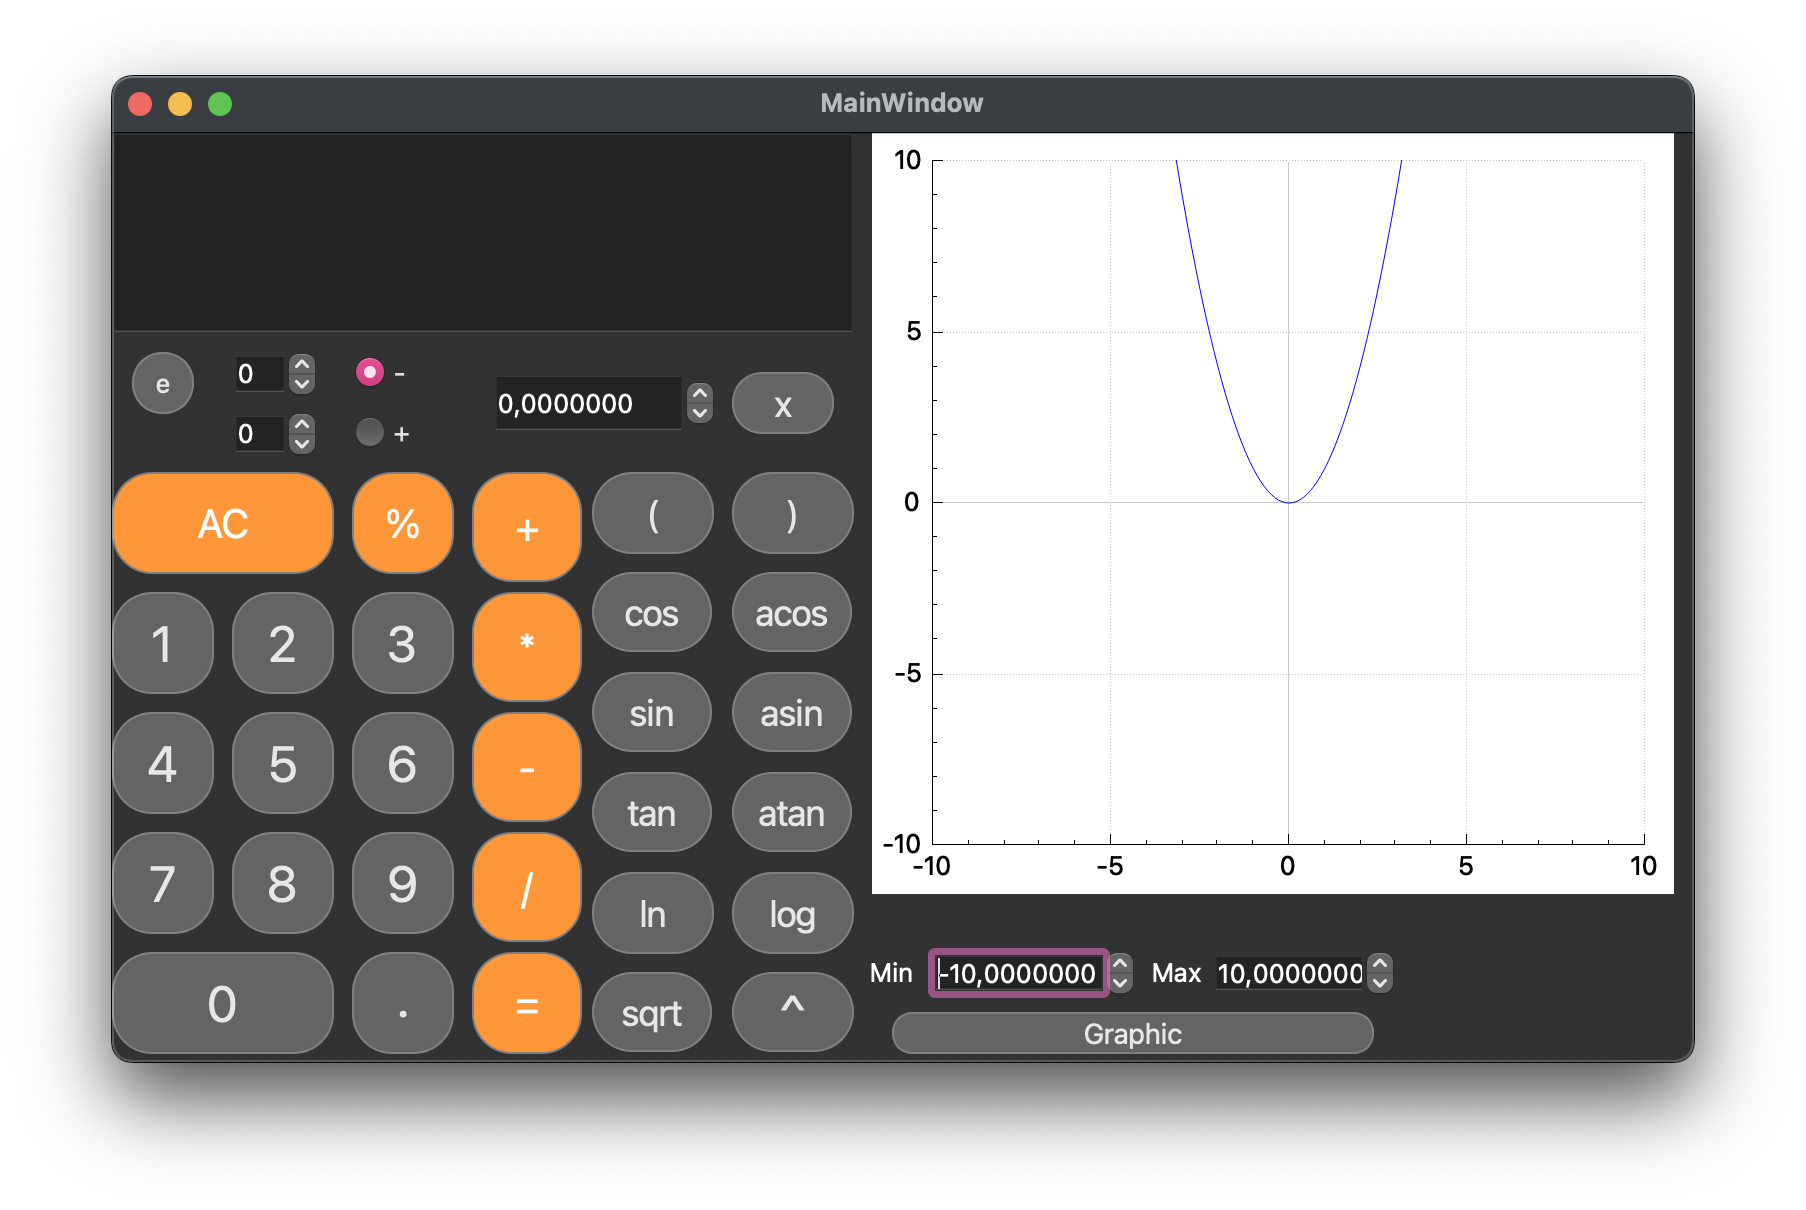 MainWindow
e
0
-
0
+
0,0000000
x
AC
%
+
(
)
cos
acos
1
2
3
*
sin
asin
4
5
6
-
tan
atan
7
8
9
/
ln
log
0
.
=
sqrt
^
10
5
0
-5
-10
-10
-5
0
5
10
Min
-10,0000000
Max
10,0000000
Graphic